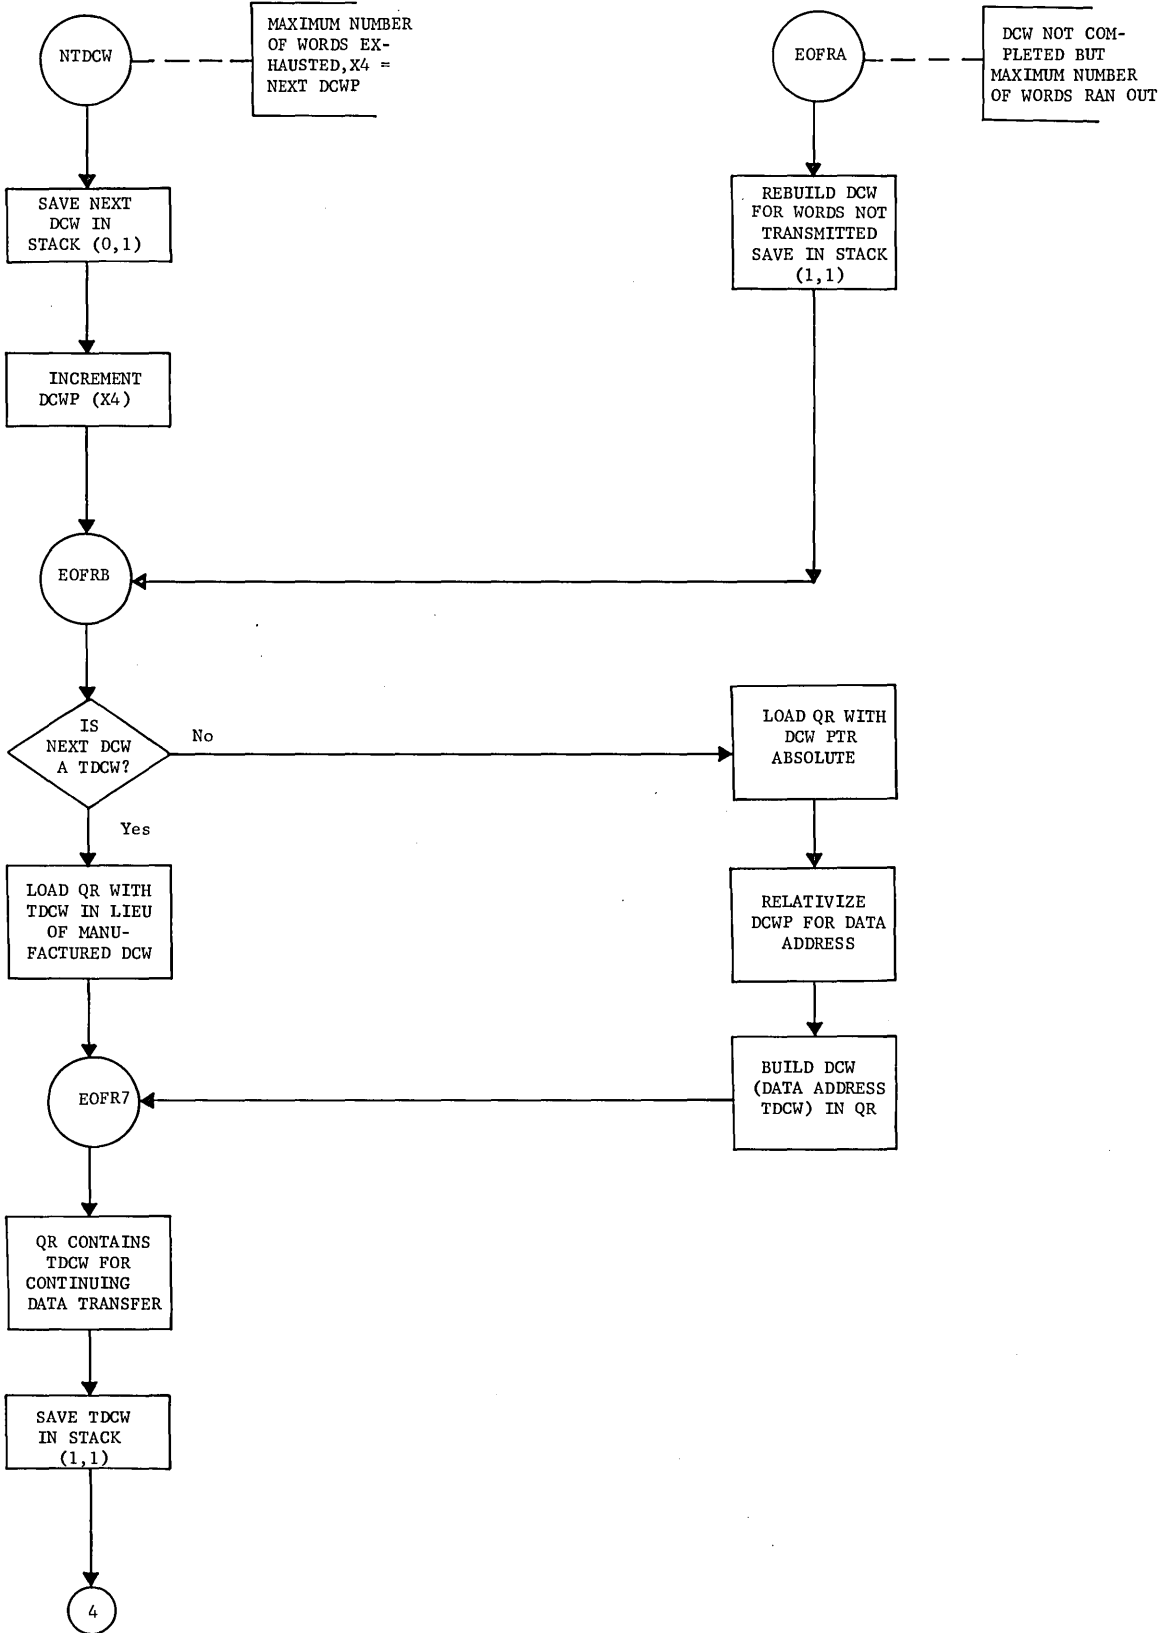 NTDCW
MAXIMUM NUMBER
OF WORDS EX-
HAUSTED,X4 =
NEXT DCWP
EOFRA
DCW NOT COM-
PLETED BUT
MAXIMUM NUMBER
OF WORDS RAN OUT
SAVE NEXT
DCW IN
STACK (0,1)
REBUILD DCW
FOR WORDS NOT
TRANSMITTED
SAVE IN STACK
(1,1)
INCREMENT
DCWP (X4)
EOFRB
IS
NEXT DCW
A TDCW?
No
LOAD QR WITH
DCW PTR
ABSOLUTE
Yes
LOAD QR WITH
TDCW IN LIEU
OF MANU-
FACTURED DCW
RELATIVIZE
DCWP FOR DATA
ADDRESS
EOFR7
BUILD DCW
(DATA ADDRESS
TDCW) IN QR
QR CONTAINS
TDCW FOR
CONTINUING
DATA TRANSFER
SAVE TDCW
IN STACK
(1,1)
4